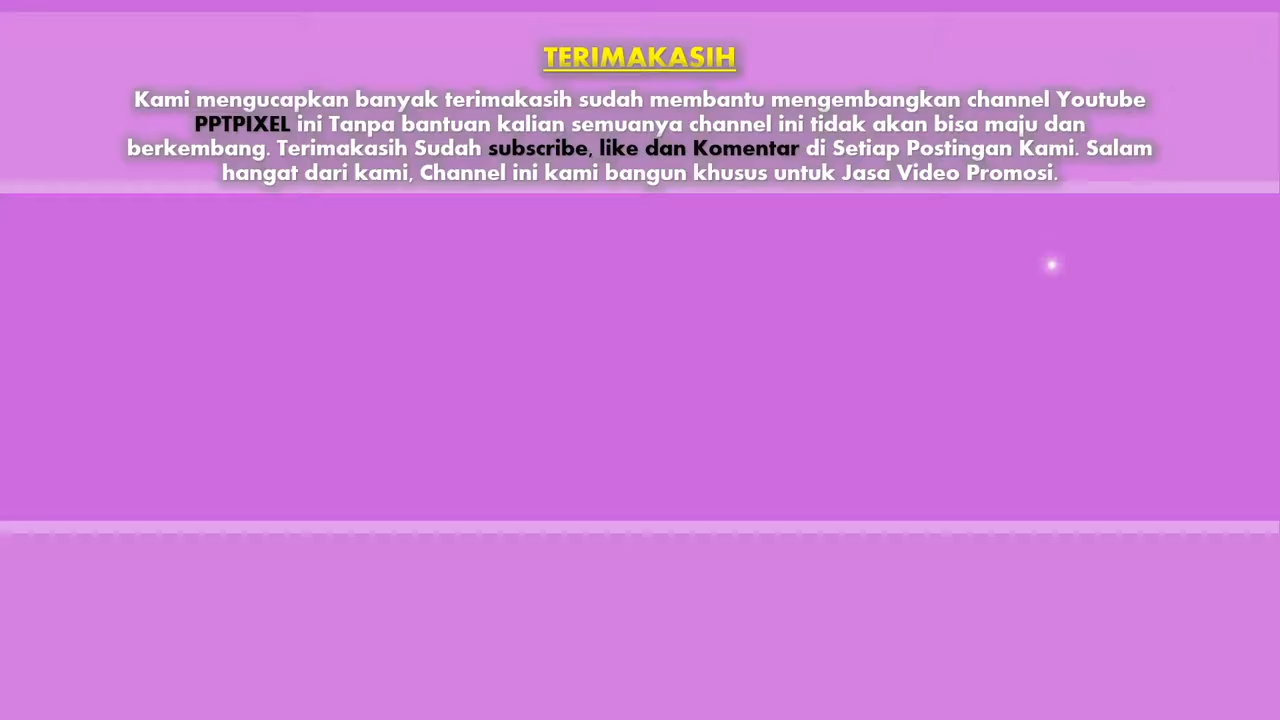 TERIMAKASIH
Kami mengucapkan banyak terimakasih sudah membantu mengembangkan channel Youtube
PPTPIXEL ini Tanpa bantuan kalian semuanya channel ini tidak akan bisa maju dan
berkembang. Terimakasih Sudah subscribe, like dan Komentar di Setiap Postingan Kami. Salam
hangat dari kami, Channel ini kami bangun khusus untuk Jasa Video Promosi.